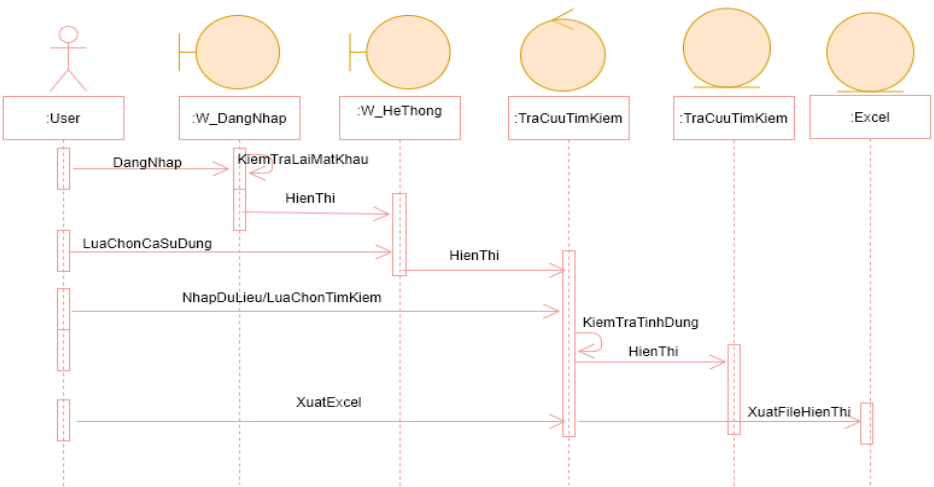 :User
:W_DangNhap
:W_HeThong
:TraCuuTimKiem
:TraCuuTimKiem
:Excel
DangNhap
KiemTraLaiMatKhau
HienThi
LuaChonCaSuDung
HienThi
NhapDuLieu/LuaChonTimKiem
KiemTraTinhDung
HienThi
XuatExcel
XuatFileHienThi